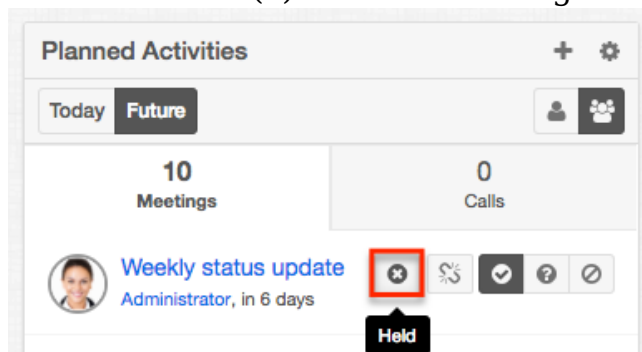 Planned Activities
Today Future
10 0
Meetings Calls
Weekly status update
Administrator, in 6 days
Held